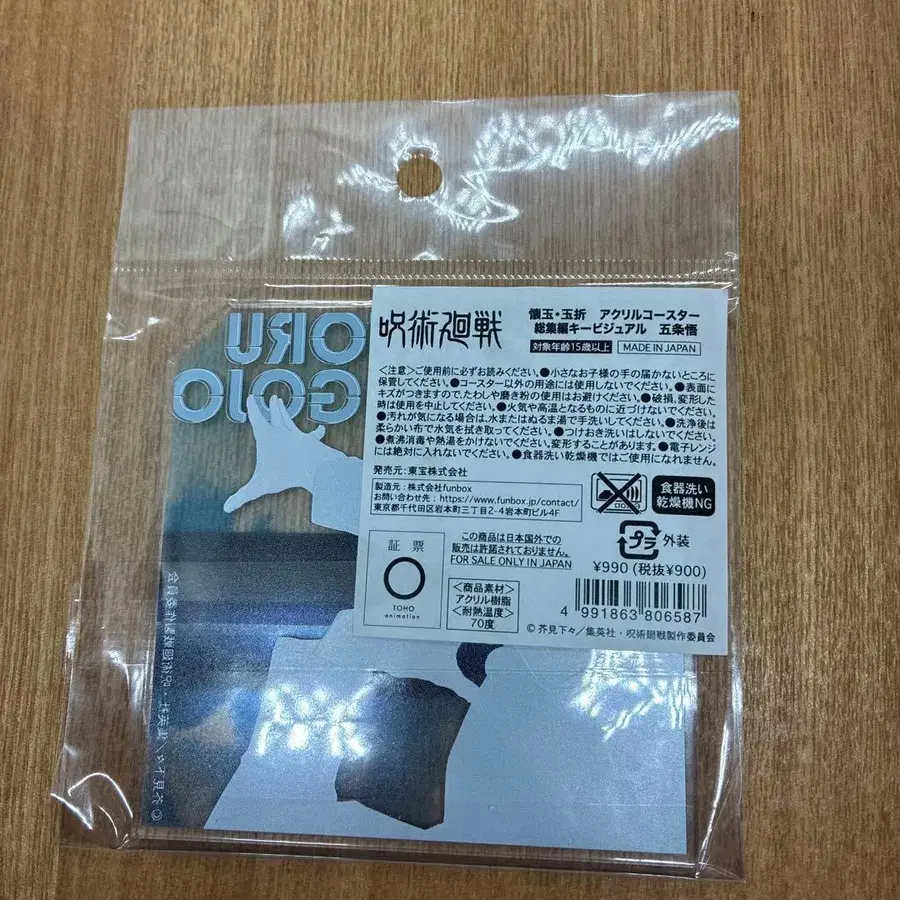 ORU
GOJO
呪術廻戦
懐玉・玉折 アクリルコースター
総集編キービジュアル 五条悟
対象年齢15歳以上 MADE IN JAPAN
＜注意＞ご使用前に必ずお読みください。●小さなお子様の手の届かないところに
保管してください。●コースター以外の用途には使用しないでください。●表面に
キズがつきますので、たわしや磨き粉の使用はお避けください。●破損、変形した
時は使用を中止してください。●火気や高温となるものに近づけないでください。
●汚れが気になる場合は、水またはぬるま湯で手洗いしてください。●洗浄後は
柔らかい布で水気を拭き取ってください。●つけおき洗いはしないでください。
●煮沸消毒や熱湯をかけないでください。変形することがあります。●電子レンジ
には絶対に入れないでください。●食器洗い乾燥機ではご使用になれません。
発売元：東宝株式会社
製造元：株式会社funbox
お問い合わせ先：https://www.funbox.jp/contact/
東京都千代田区岩本町三丁目2-4岩本町ビル4F
食器洗い
乾燥機NG
証票
TOHO
animation
この商品は日本国外での
販売は許諾されておりません。
FOR SALE ONLY IN JAPAN
プラ 外装
¥990（税抜¥900）
＜商品素材＞
アクリル樹脂
＜耐熱温度＞
70度
4 991863 806587
© 芥見下々／集英社・呪術廻戦製作委員会
© 芥見下々／集英社・呪術廻戦製作委員会